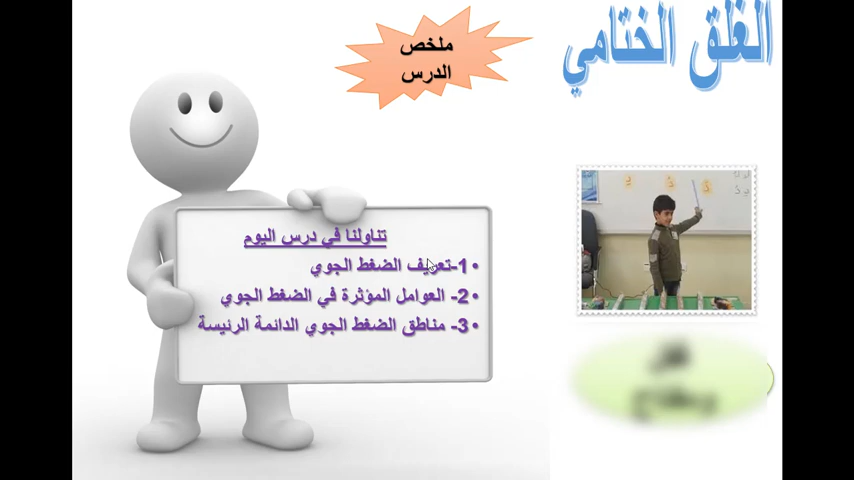 الغلق الختامي
ملخص
الدرس
تناولنا في درس اليوم
•1-تعريف الضغط الجوي
•2- العوامل المؤثرة في الضغط الجوي
•3- مناطق الضغط الجوي الدائمة الرئيسة